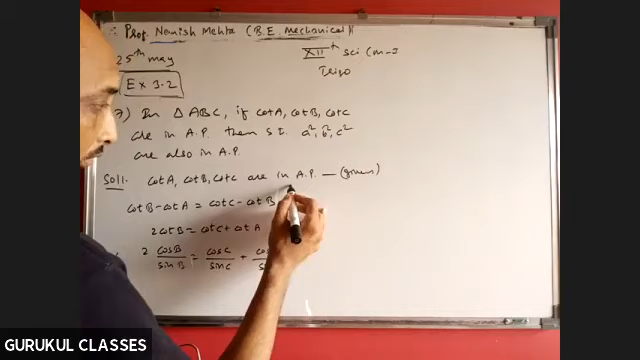 : Prof. Nemish Mehta (B.E. mechanical)
25th may
XIIth Sci (M-I
Trigo
Ex 3.2
7) In Δ ABC, if cotA, cotB, cotC
are in A.P. then S.t. a², b², c²
are also in A.P.
Soln. cotA, cotB, cotC are in A.P. — (given)
cotB - cotA = cotC - cotB
2cotB = cotC + cotA
2 cosB/sinB = cosC/sinC + cos
GURUKUL CLASSES